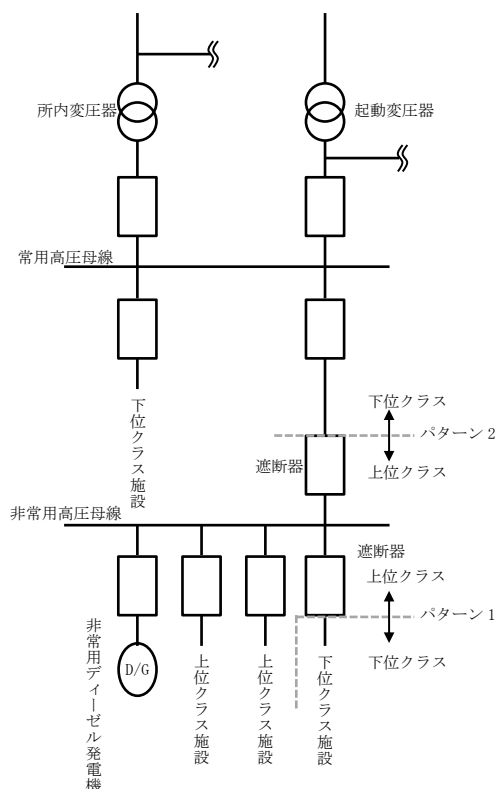 所内変圧器
起動変圧器
常用高圧母線
下位クラス施設
下位クラス
パターン 2
上位クラス
遮断器
非常用高圧母線
遮断器
上位クラス
パターン 1
下位クラス
D/G
非常用ディーゼル発電機
上位クラス施設
上位クラス施設
下位クラス施設